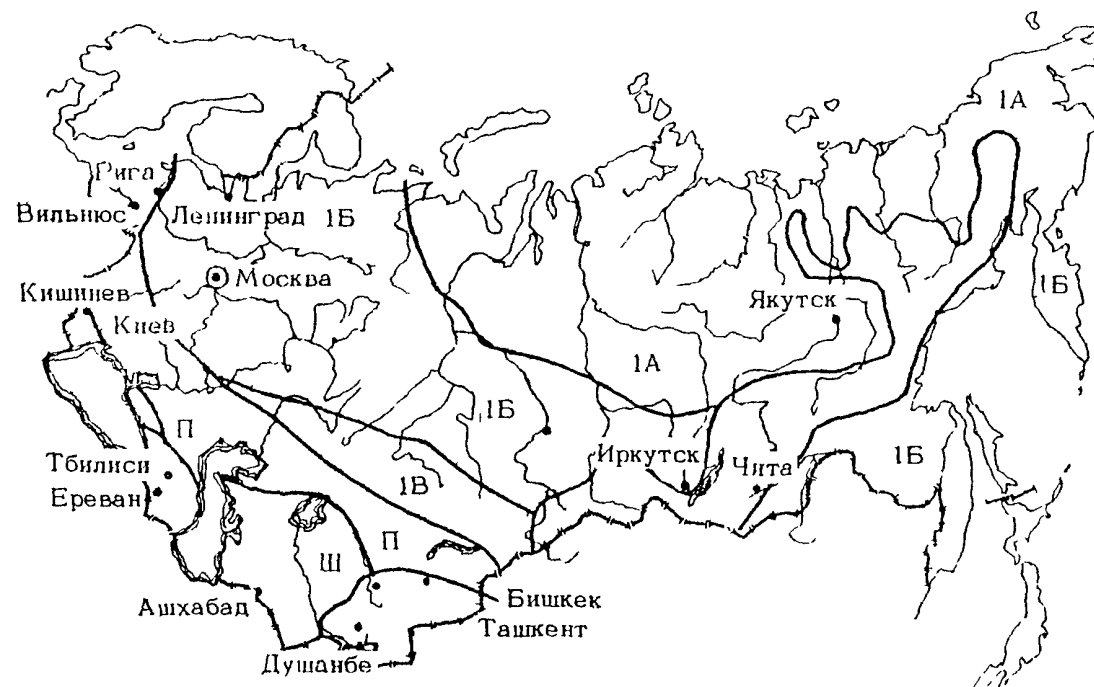 1А
Рига
Вильнюс
Ленинград
1Б
Москва
1Б
Кишинев
Киев
Якутск
1А
1Б
П
Тбилиси
Ереван
1В
Иркутск
Чита
1Б
П
Ш
Ашхабад
Бишкек
Ташкент
Душанбе